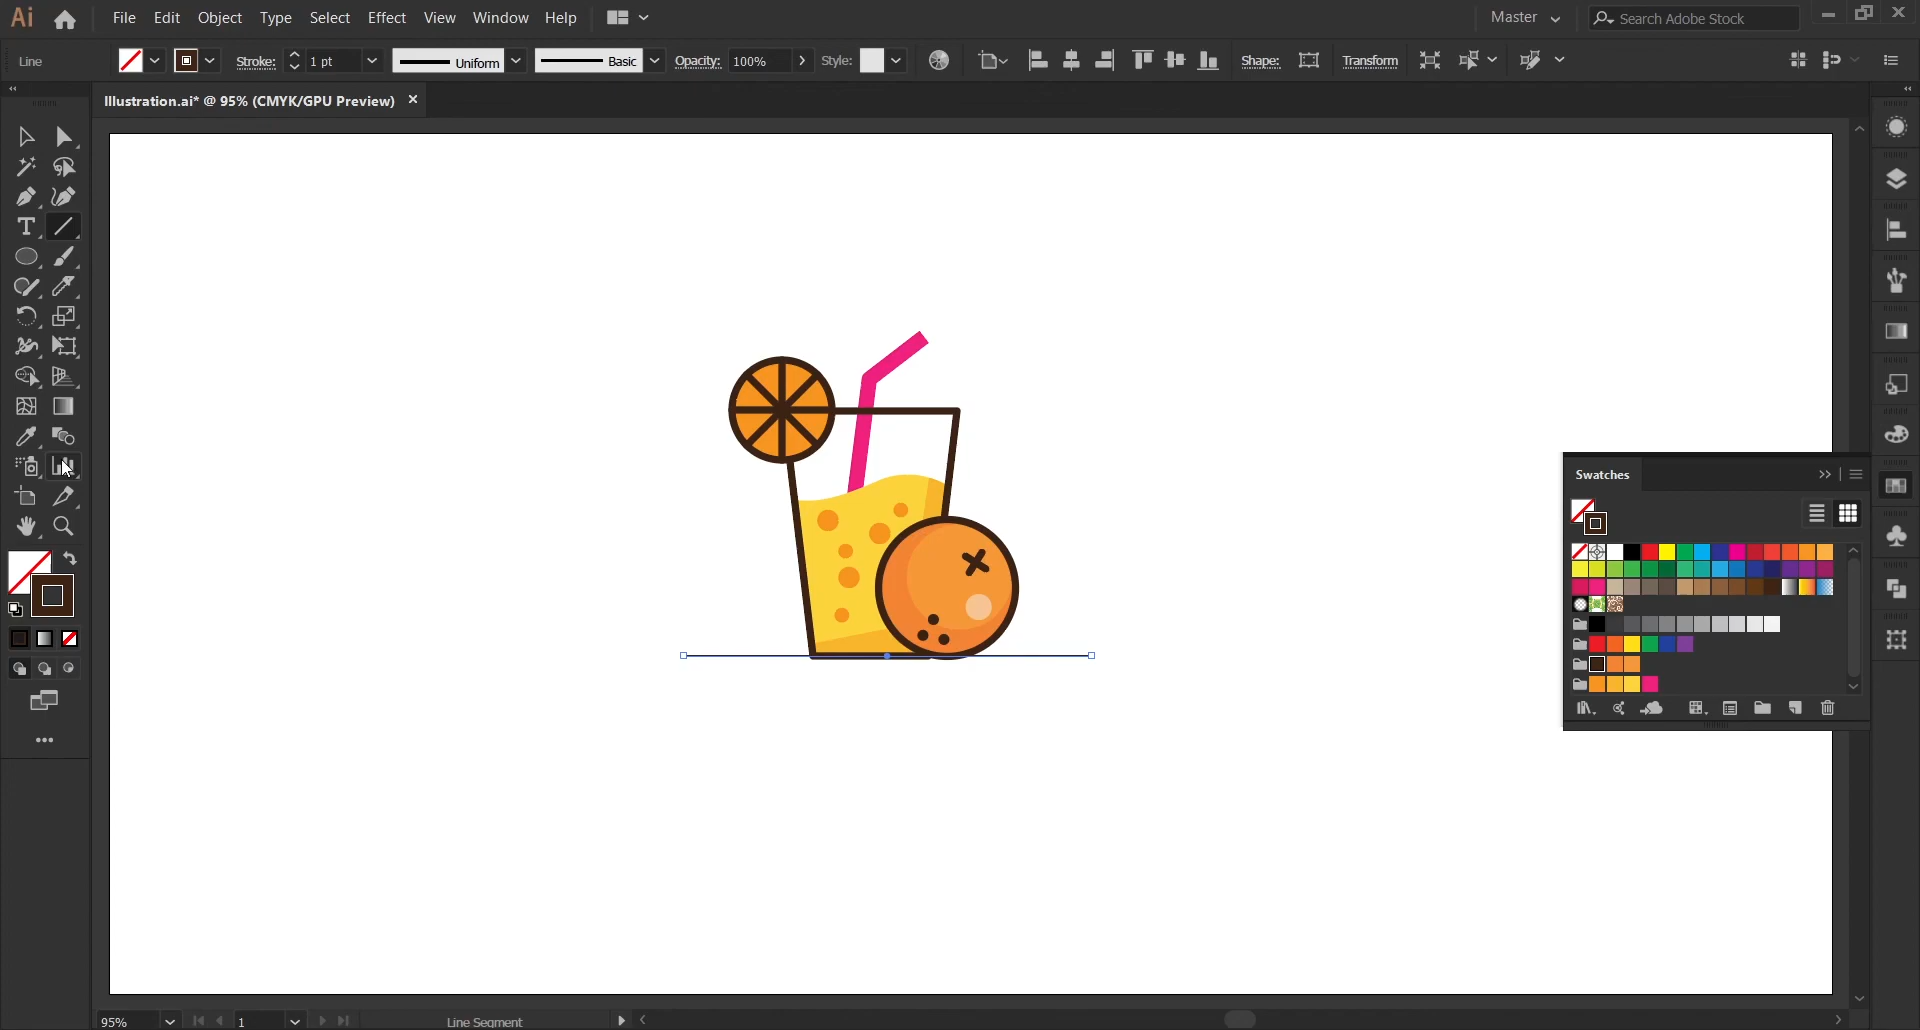 Ai File Edit Object Type Select Effect View Window Help Master Search Adobe Stock
Line Stroke: 1 pt Uniform Basic Opacity: 100% Style: Shape: Transform
Illustration.ai* @ 95% (CMYK/GPU Preview)
T
Swatches
95% 1 Line Segment